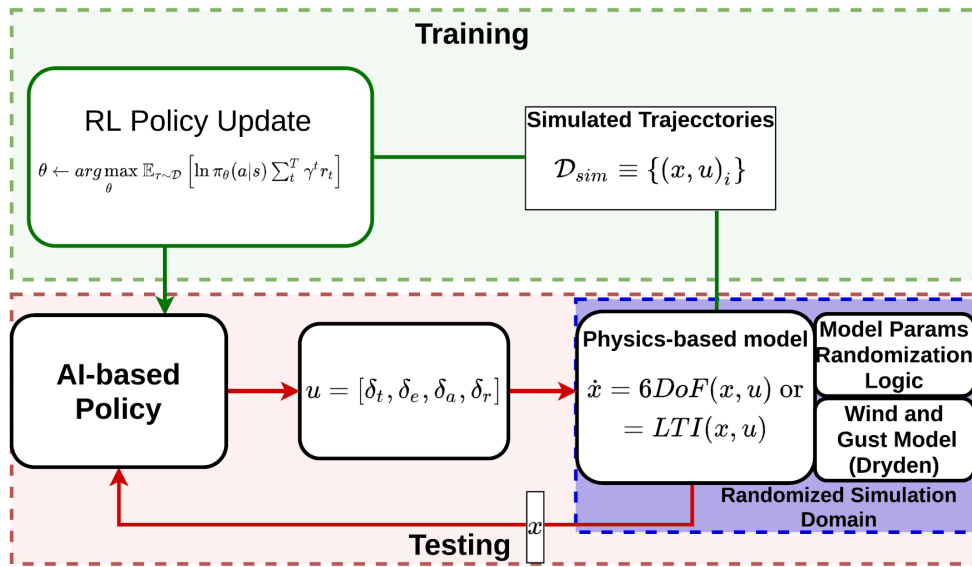 Training
RL Policy Update
θ ← arg max_θ 𝔼_{τ∼𝒟} [ln π_θ(a|s) ∑_t^T γ^t r_t]
Simulated Trajecctories
𝒟_{sim} ≡ {(x, u)_i}
AI-based
Policy
u = [δ_t, δ_e, δ_a, δ_r]
Physics-based model
ẋ = 6DoF(x, u) or
= LTI(x, u)
Model Params
Randomization
Logic
Wind and
Gust Model
(Dryden)
Randomized Simulation
Domain
x
Testing